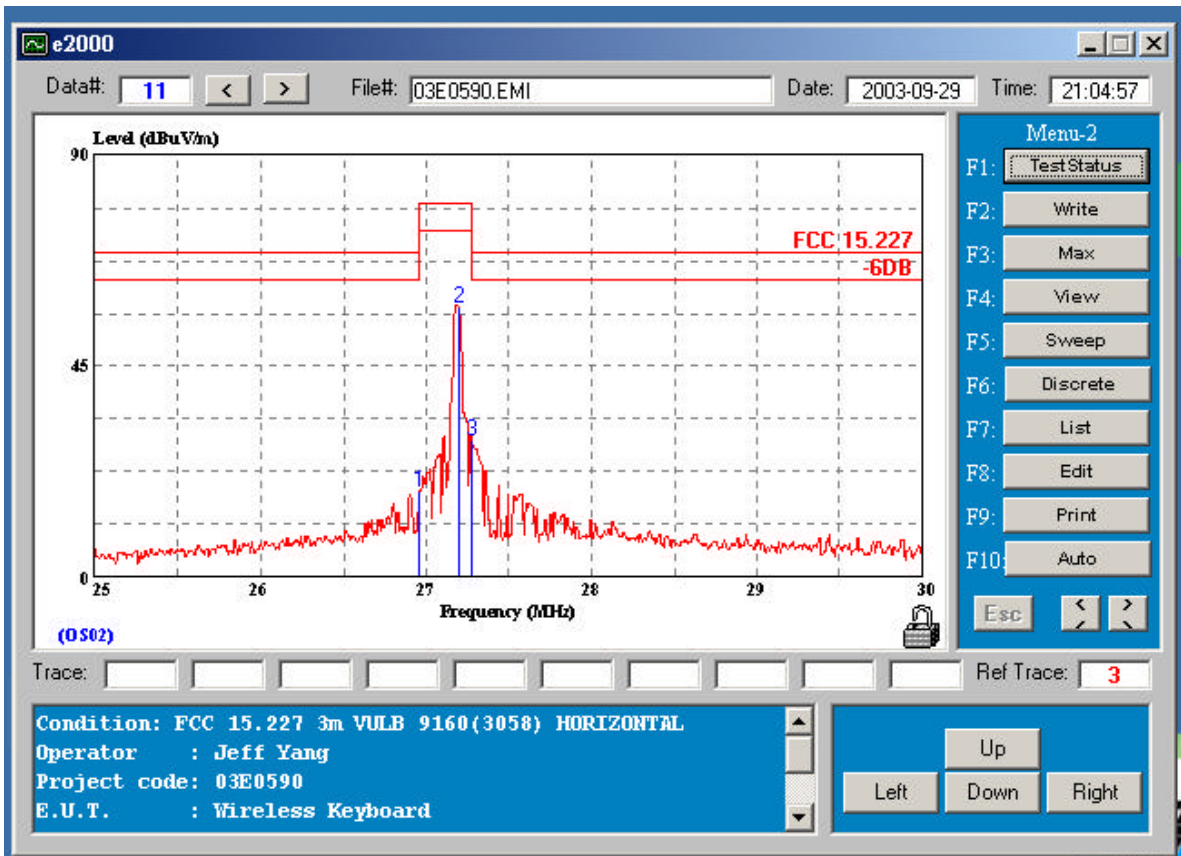 e2000
Data#: 11 < > File#: 03E0590.EMI Date: 2003-09-29 Time: 21:04:57
Level (dBuV/m)
90
45
0
FCC 15.227
-6DB
1
2
3
25 26 27 28 29 30
Frequency (MHz)
(OS02)
Menu-2
F1: TestStatus
F2: Write
F3: Max
F4: View
F5: Sweep
F6: Discrete
F7: List
F8: Edit
F9: Print
F10: Auto
Esc
Trace: Ref Trace: 3
Condition: FCC 15.227 3m VULB 9160(3058) HORIZONTAL
Operator : Jeff Yang
Project code: 03E0590
E.U.T. : Wireless Keyboard
Up
Left Down Right